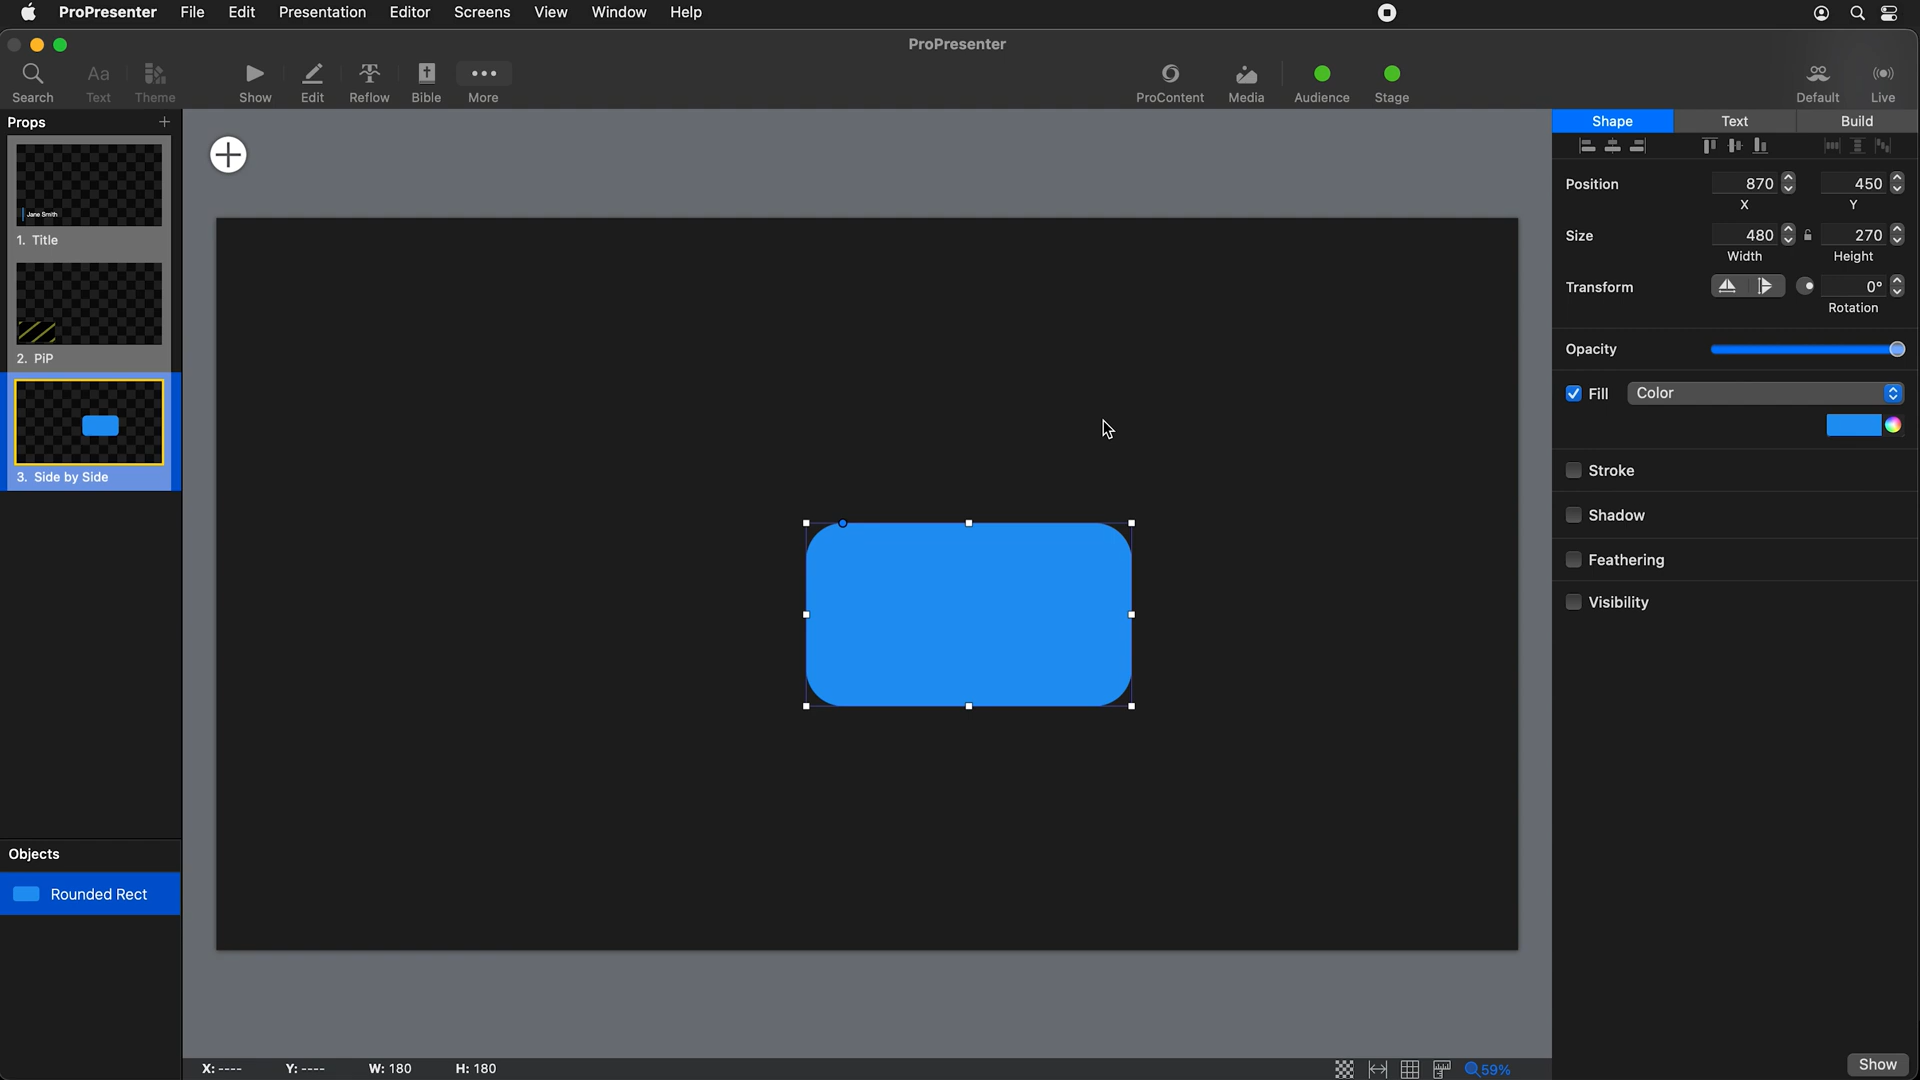 ProPresenter File Edit Presentation Editor Screens View Window Help
ProPresenter
Search Aa Text Theme Show Edit Reflow Bible More ProContent Media Audience Stage Default Live
Props
Jane Smith
1. Title
2. PiP
3. Side by Side
Objects
Rounded Rect
X: ---- Y: ---- W: 180 H: 180
59%
Shape Text Build
Position 870 450
X Y
Size 480 270
Width Height
Transform 0°
Rotation
Opacity
Fill Color
Stroke
Shadow
Feathering
Visibility
Show